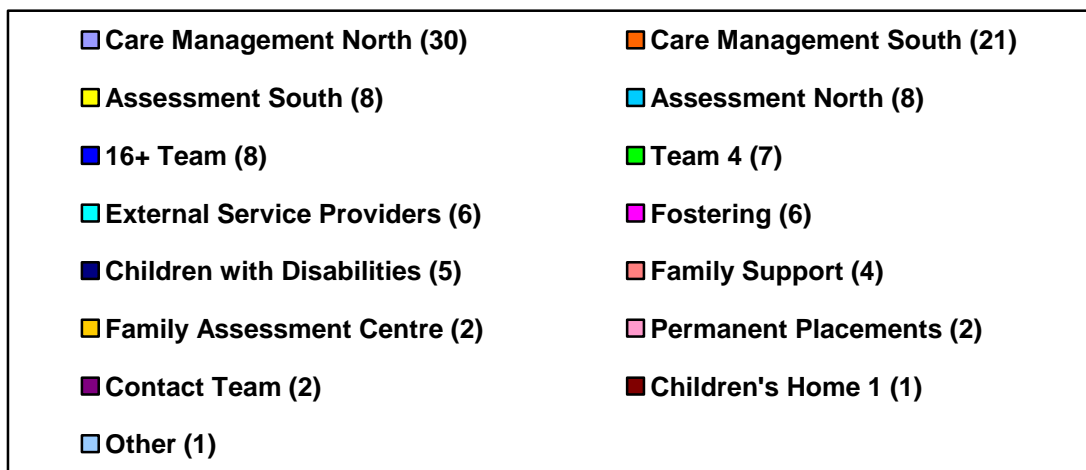 Care Management North (30) Care Management South (21)
Assessment South (8) Assessment North (8)
16+ Team (8) Team 4 (7)
External Service Providers (6) Fostering (6)
Children with Disabilities (5) Family Support (4)
Family Assessment Centre (2) Permanent Placements (2)
Contact Team (2) Children's Home 1 (1)
Other (1)